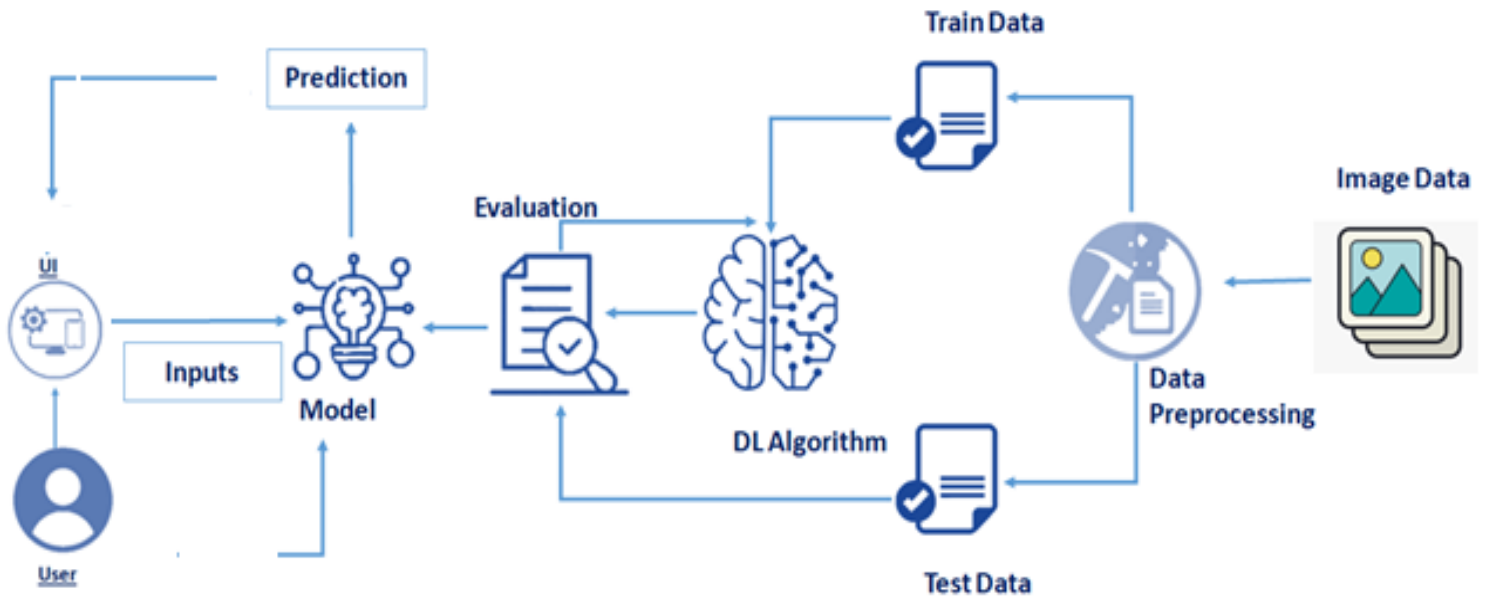 Train Data
Prediction
Image Data
Evaluation
UI
Inputs
Data
Preprocessing
Model
DL Algorithm
User
Test Data